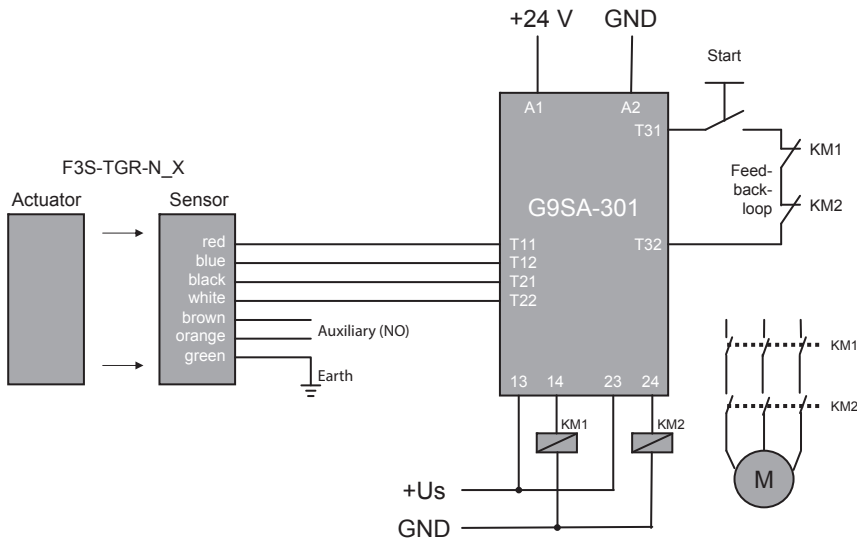 +24 V GND
Start
A1 A2
T31
KM1
Feed-
back-
loop
KM2
F3S-TGR-N_X
Actuator Sensor
G9SA-301
red T11 T32
blue T12
black T21
white T22
brown
orange Auxiliary (NO)
green
Earth
KM1
13 14 23 24
KM2
KM1 KM2
M
+Us
GND